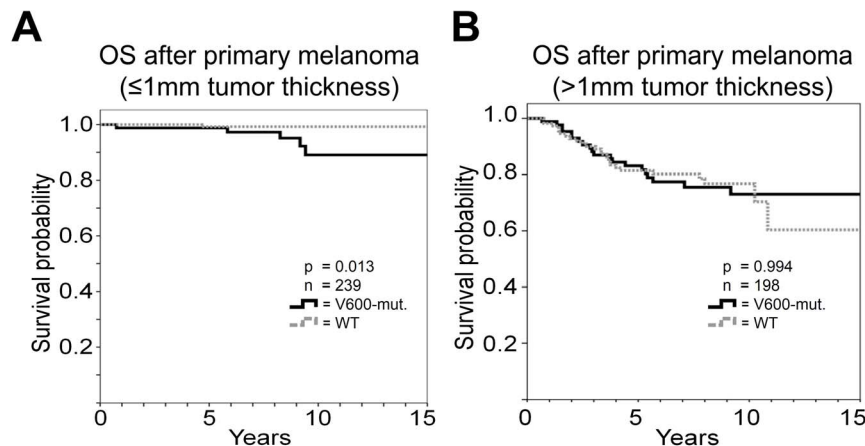 A
OS after primary melanoma
(≤1mm tumor thickness)
Survival probability
1.0
0.8
0.6
0.4
0.2
p = 0.013
n = 239
= V600-mut.
= WT
0 5 10 15
Years
B
OS after primary melanoma
(>1mm tumor thickness)
Survival probability
1.0
0.8
0.6
0.4
0.2
p = 0.994
n = 198
= V600-mut.
= WT
0 5 10 15
Years